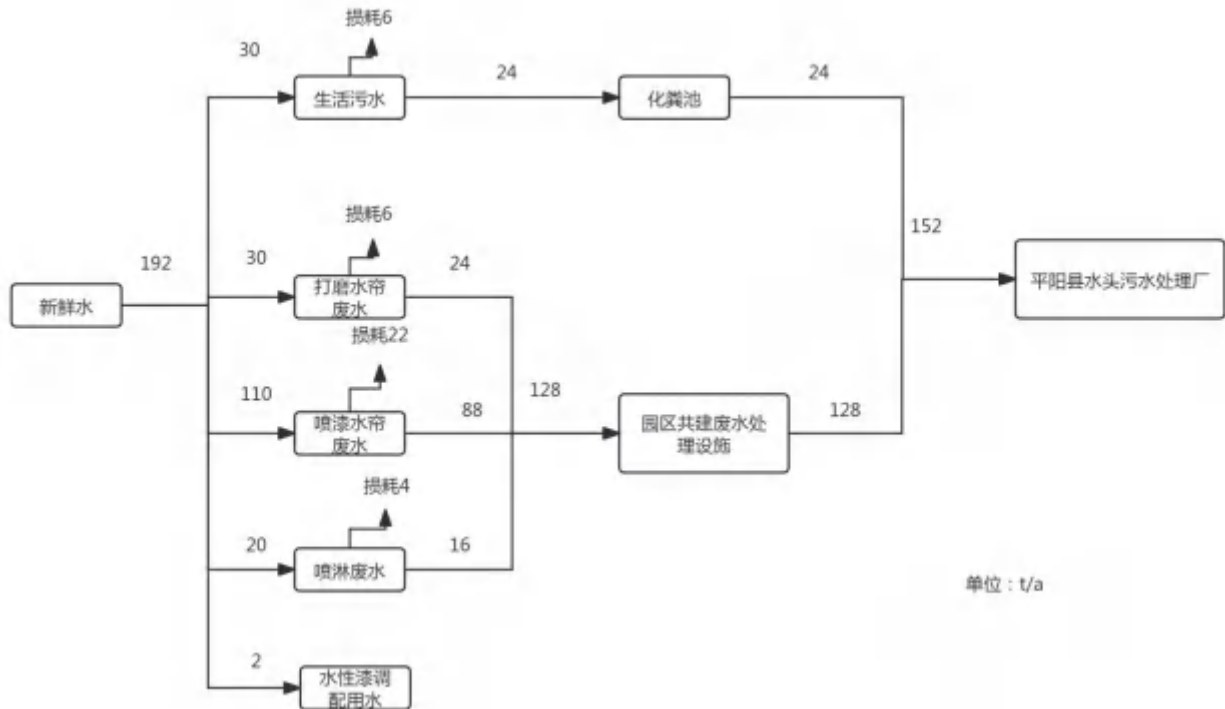 损耗6
30
24
24
生活污水
化粪池
损耗6
192
30
24
152
新鲜水
打磨水帘
废水
平阳县水头污水处理厂
损耗22
110
88
128
128
喷漆水帘
废水
园区共建废水处
理设施
损耗4
20
16
喷淋废水
单位：t/a
2
水性漆调
配用水